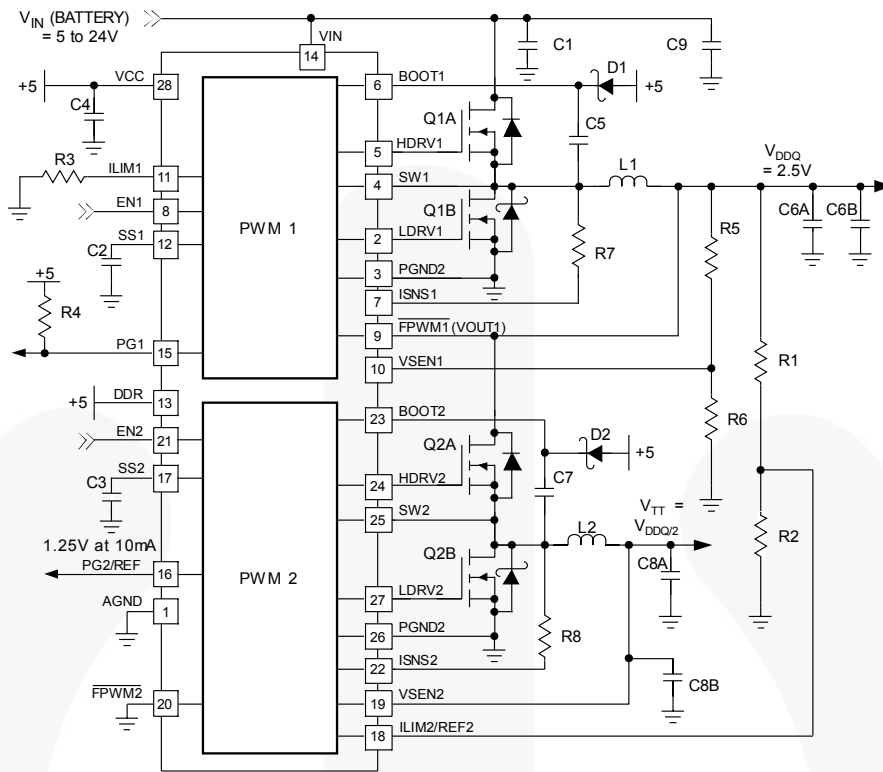 V_IN (BATTERY)
= 5 to 24V
VIN
14
C1
C9
+5
VCC
28
C4
6
BOOT1
D1
+5
Q1A
C5
R3
ILIM1
11
5
HDRV1
4
SW1
L1
V_DDQ
= 2.5V
EN1
8
Q1B
C6A
C6B
SS1
12
C2
PWM 1
2
LDRV1
R7
R5
3
PGND2
+5
R4
7
ISNS1
9
FPWM1 (VOUT1)
PG1
15
10
VSEN1
R1
+5
DDR
13
23
BOOT2
R6
EN2
21
Q2A
D2
+5
SS2
17
C3
24
HDRV2
C7
25
SW2
V_TT =
V_DDQ/2
L2
R2
1.25V at 10mA
PG2/REF
16
Q2B
C8A
PWM 2
27
LDRV2
AGND
1
26
PGND2
R8
22
ISNS2
C8B
FPWM2
20
19
VSEN2
18
ILIM2/REF2